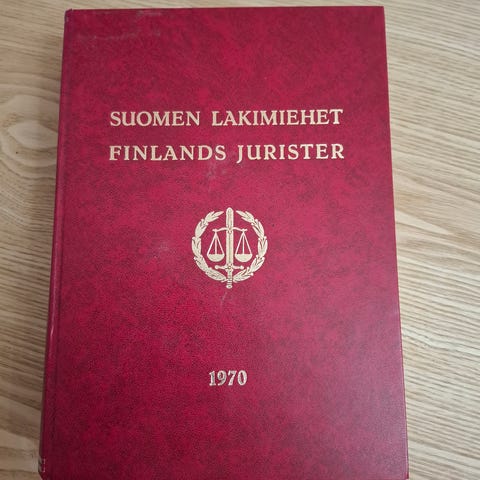 SUOMEN LAKIMIEHET
FINLANDS JURISTER
1970